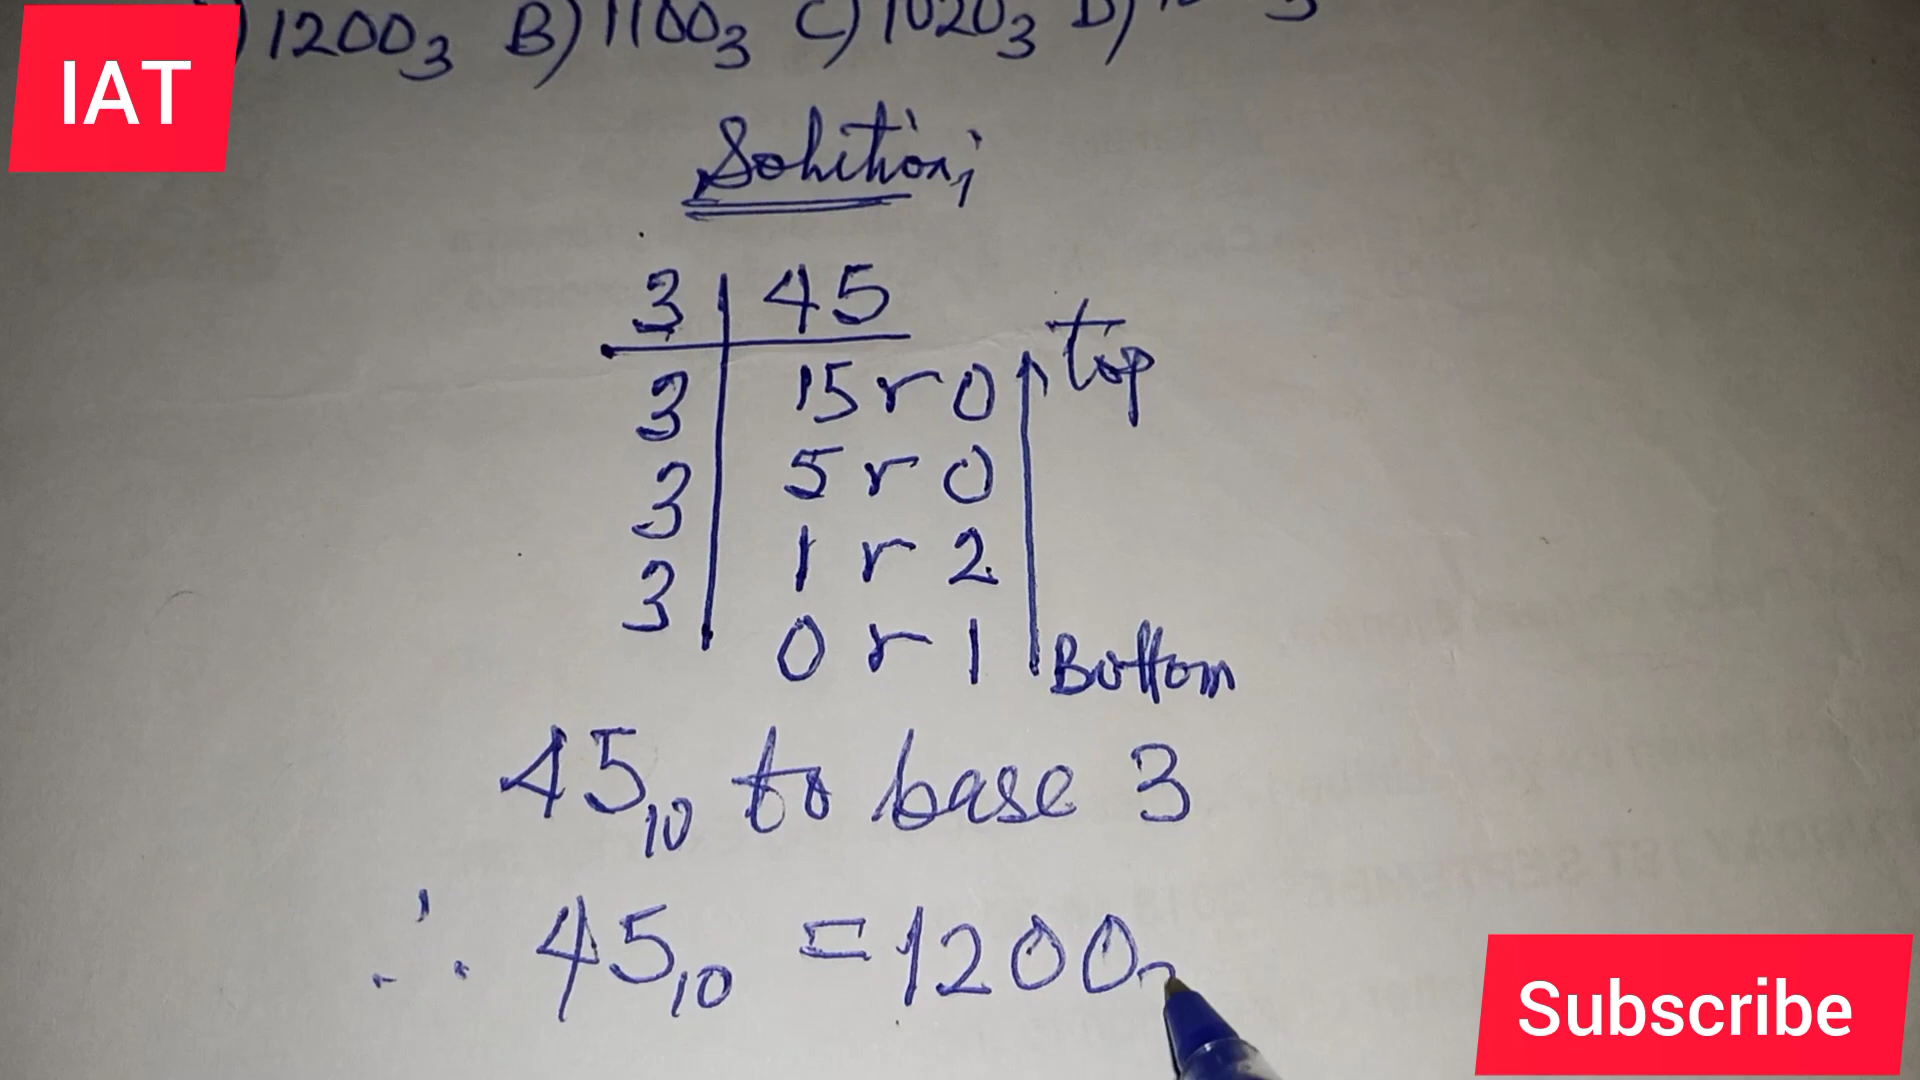 ) 1200₃ B) 1100₃ C) 1020₃ D)
IAT
Solution;
3 | 45
3 | 15 r 0 Top
3 | 5 r 0
3 | 1 r 2
0 r 1 Bottom
45₁₀ to base 3
∴ 45₁₀ = 1200
Subscribe